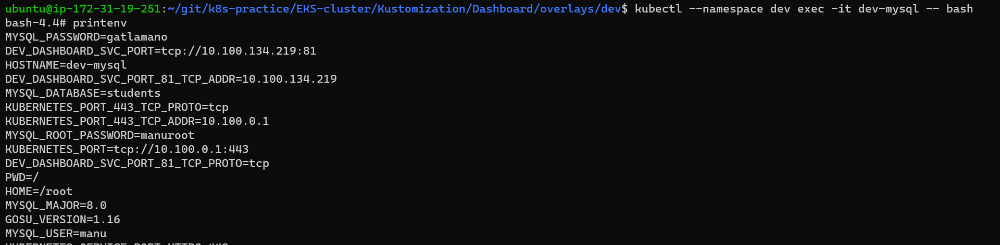 ubuntu@ip-172-31-19-251:~/git/k8s-practice/EKS-cluster/Kustomization/Dashboard/overlays/dev$ kubectl --namespace dev exec -it dev-mysql -- bash
bash-4.4# printenv
MYSQL_PASSWORD=gatlamano
DEV_DASHBOARD_SVC_PORT=tcp://10.100.134.219:81
HOSTNAME=dev-mysql
DEV_DASHBOARD_SVC_PORT_81_TCP_ADDR=10.100.134.219
MYSQL_DATABASE=students
KUBERNETES_PORT_443_TCP_PROTO=tcp
KUBERNETES_PORT_443_TCP_ADDR=10.100.0.1
MYSQL_ROOT_PASSWORD=manuroot
KUBERNETES_PORT=tcp://10.100.0.1:443
DEV_DASHBOARD_SVC_PORT_81_TCP_PROTO=tcp
PWD=/
HOME=/root
MYSQL_MAJOR=8.0
GOSU_VERSION=1.16
MYSQL_USER=manu